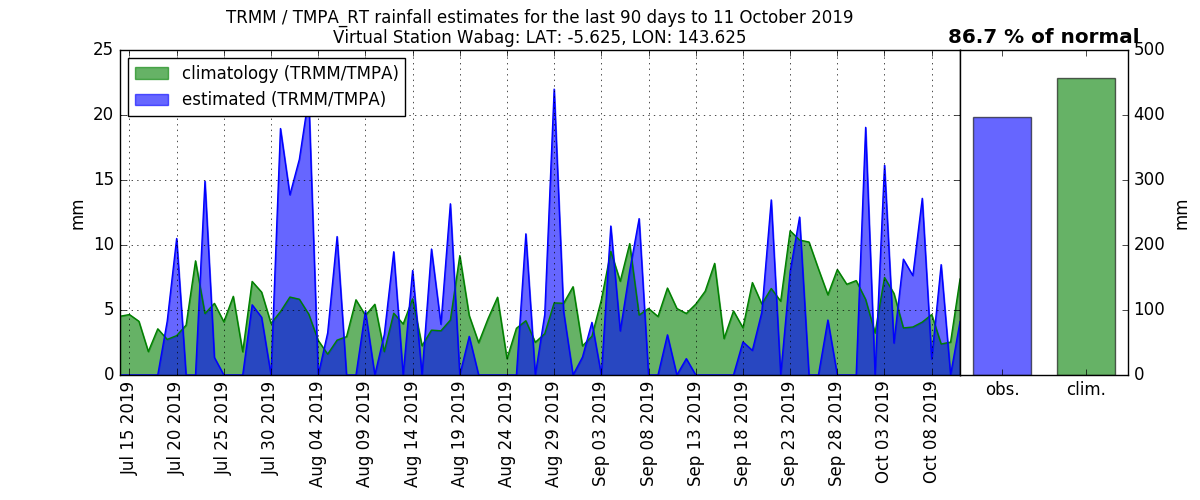 TRMM / TMPA_RT rainfall estimates for the last 90 days to 11 October 2019
Virtual Station Wabag: LAT: -5.625, LON: 143.625
86.7 % of normal
climatology (TRMM/TMPA)
estimated (TRMM/TMPA)
25
20
15
10
5
0
mm
Jul 15 2019
Jul 20 2019
Jul 25 2019
Jul 30 2019
Aug 04 2019
Aug 09 2019
Aug 14 2019
Aug 19 2019
Aug 24 2019
Aug 29 2019
Sep 03 2019
Sep 08 2019
Sep 13 2019
Sep 18 2019
Sep 23 2019
Sep 28 2019
Oct 03 2019
Oct 08 2019
obs.
clim.
500
400
300
200
100
0
mm